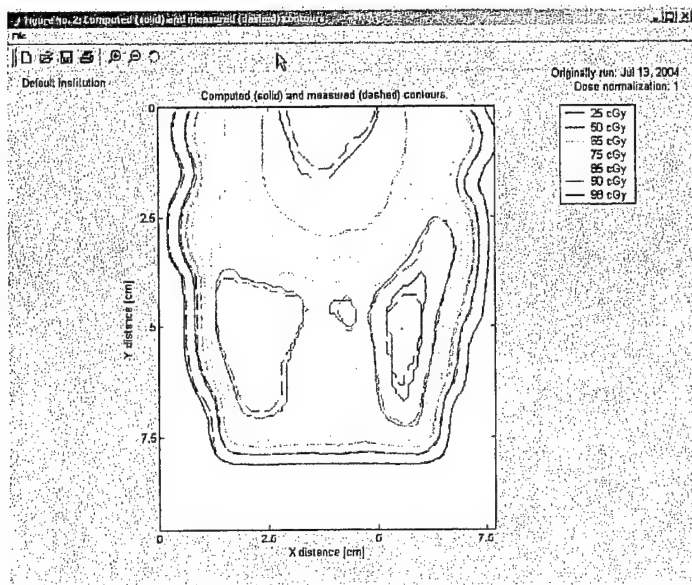 Figure No. 2: Computed (solid) and measured (dashed) contours.
File
Default Institution
Originally run: Jul 13, 2004
Dose normalization: 1
Computed (solid) and measured (dashed) contours.
25 cGy
50 cGy
65 cGy
75 cGy
85 cGy
90 cGy
98 cGy
0
2.5
5
7.5
Y distance [cm]
0
2.5
5.0
7.5
X distance [cm]